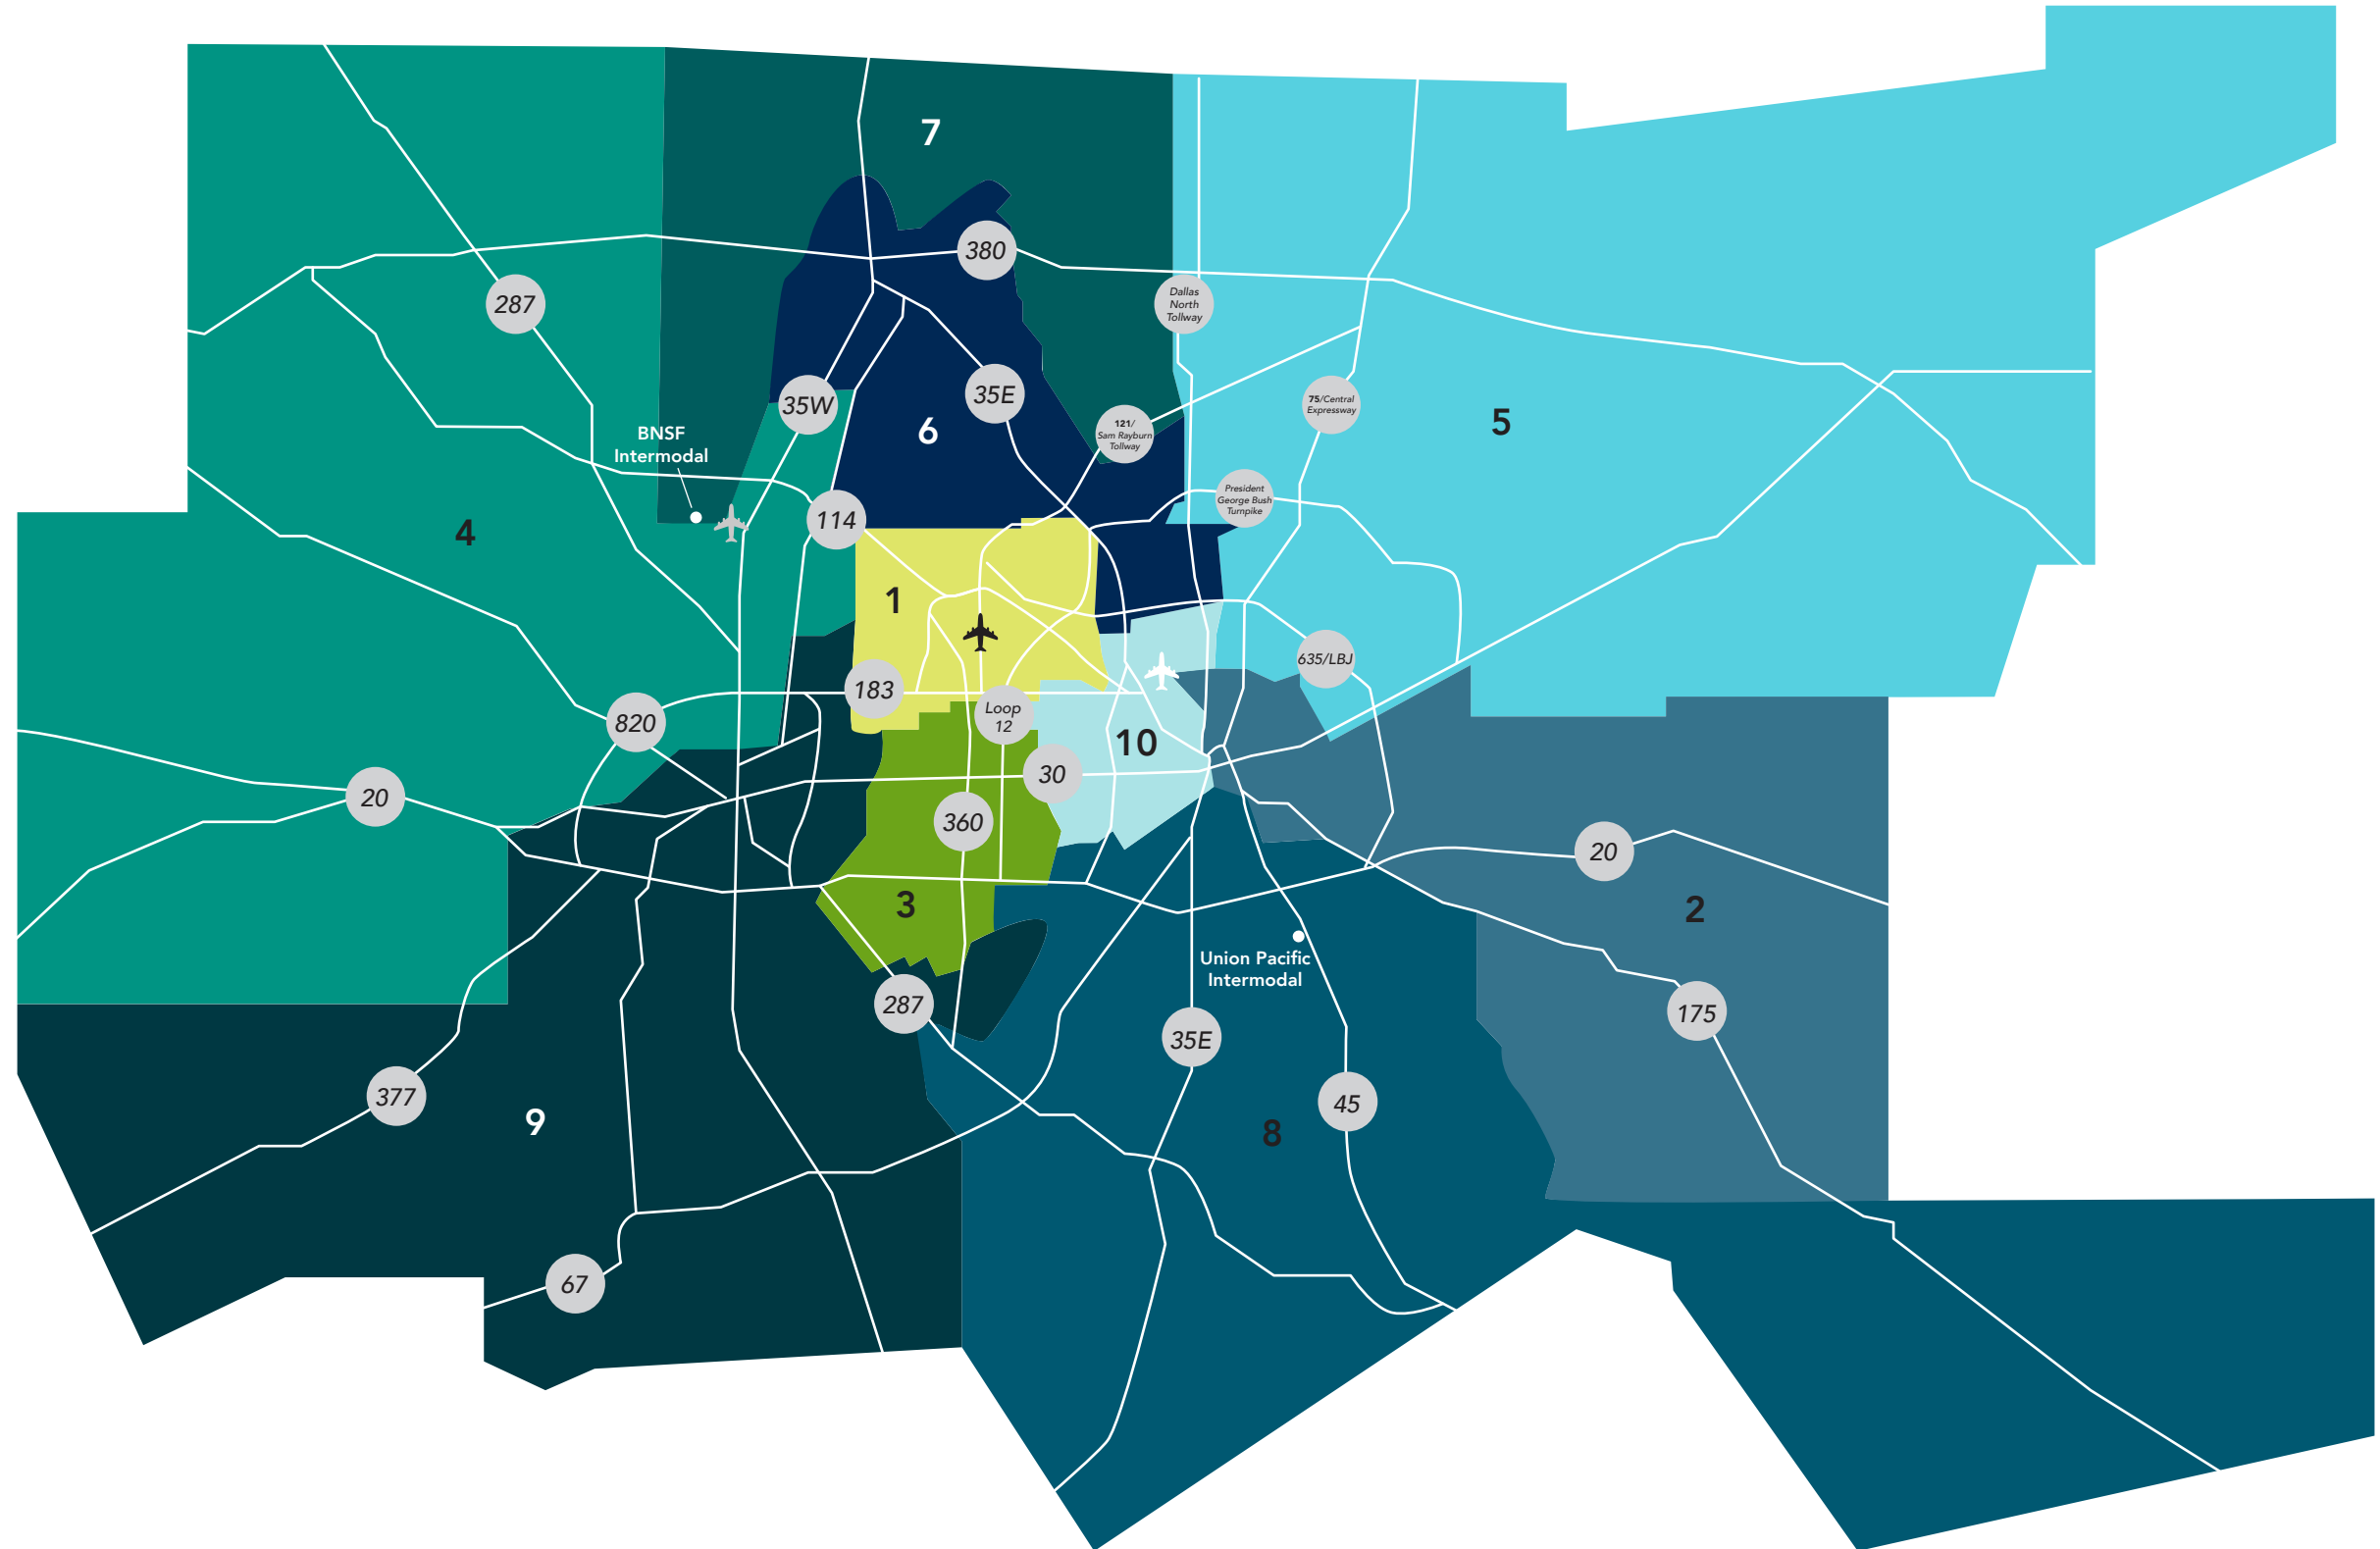 7
380
287
Dallas
North
Tollway
35W
35E
75/Central
Expressway
121/
Sam Rayburn
Tollway
5
6
BNSF
Intermodal
President
George Bush
Turnpike
114
4
1
635/LBJ
183
Loop
12
820
10
30
20
360
20
3
2
Union Pacific
Intermodal
287
175
35E
377
45
9
8
67